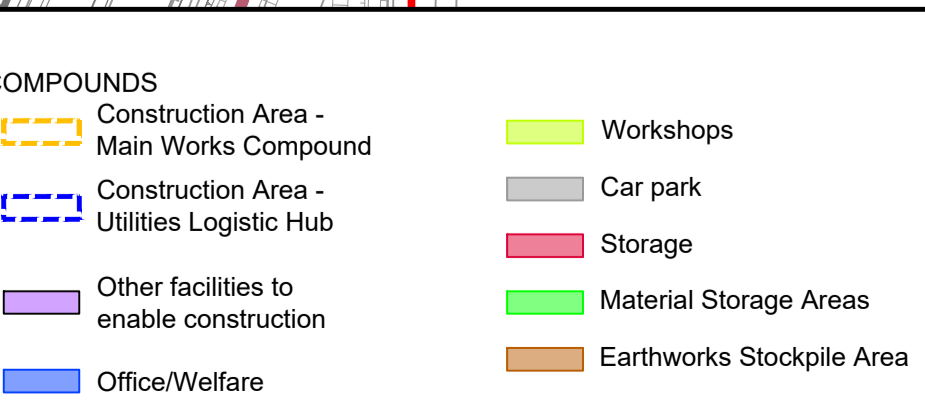 COMPOUNDS
Construction Area -
Main Works Compound
Construction Area -
Utilities Logistic Hub
Other facilities to
enable construction
Office/Welfare
Workshops
Car park
Storage
Material Storage Areas
Earthworks Stockpile Area